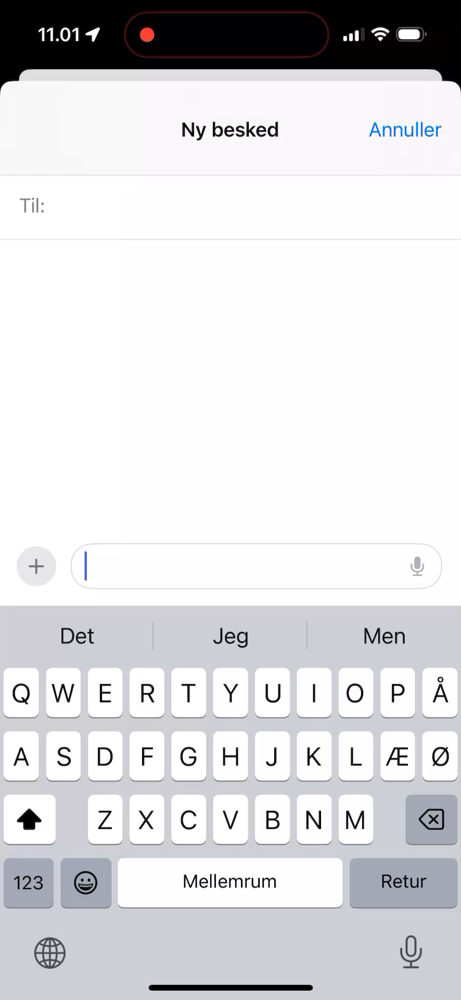 11.01
Ny besked
Annuller
Til:
Det
Jeg
Men
Q W E R T Y U I O P Å
A S D F G H J K L Æ Ø
Z X C V B N M
123
Mellemrum
Retur